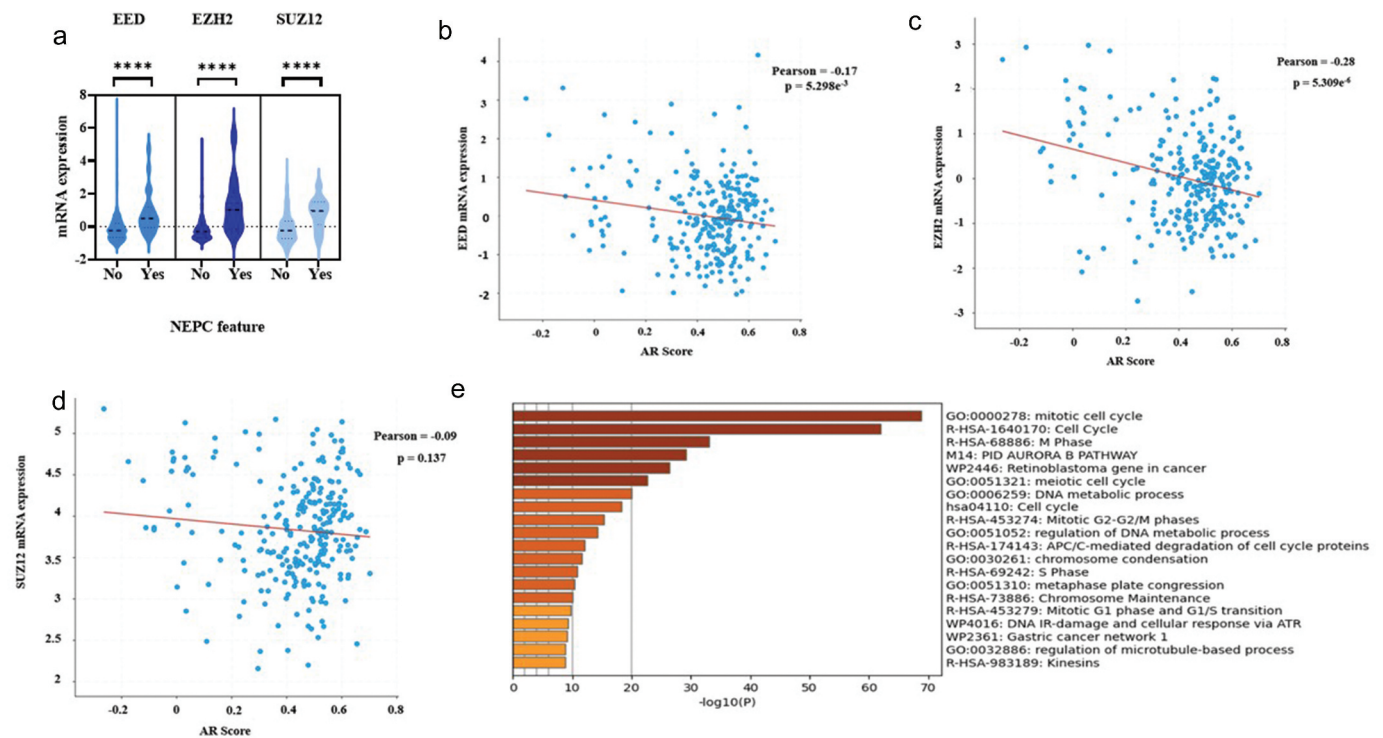 a
EED EZH2 SUZ12
**** **** ****
mRNA expression
8
6
4
2
0
-2
No Yes No Yes No Yes
NEPC feature
b
EED mRNA expression
4
3
2
1
0
-1
-2
Pearson = -0.17
p = 5.298e-3
-0.2 0 0.2 0.4 0.6 0.8
AR Score
c
EZH2 mRNA expression
3
2
1
0
-1
-2
-3
Pearson = -0.28
p = 5.309e-6
-0.2 0 0.2 0.4 0.6 0.8
AR Score
d
SUZ12 mRNA expression
5
4.5
4
3.5
3
2.5
2
Pearson = -0.09
p = 0.137
-0.2 0 0.2 0.4 0.6 0.8
AR Score
e
GO:0000278: mitotic cell cycle
R-HSA-1640170: Cell Cycle
R-HSA-68886: M Phase
M14: PID AURORA B PATHWAY
WP2446: Retinoblastoma gene in cancer
GO:0051321: meiotic cell cycle
GO:0006259: DNA metabolic process
hsa04110: Cell cycle
R-HSA-453274: Mitotic G2-G2/M phases
GO:0051052: regulation of DNA metabolic process
R-HSA-174143: APC/C-mediated degradation of cell cycle proteins
GO:0030261: chromosome condensation
R-HSA-69242: S Phase
GO:0051310: metaphase plate congression
R-HSA-73886: Chromosome Maintenance
R-HSA-453279: Mitotic G1 phase and G1/S transition
WP4016: DNA IR-damage and cellular response via ATR
WP2361: Gastric cancer network 1
GO:0032886: regulation of microtubule-based process
R-HSA-983189: Kinesins
0 10 20 30 40 50 60 70
-log10(P)